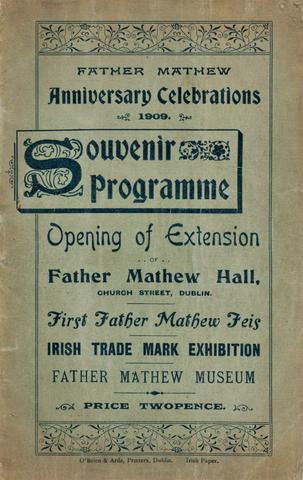 FATHER MATHEW
Anniversary Celebrations
1909.
Souvenir
Programme
Opening of Extension
.. OF ..
Father Mathew Hall,
CHURCH STREET, DUBLIN.
First Father Mathew Feis
IRISH TRADE MARK EXHIBITION
FATHER MATHEW MUSEUM
PRICE TWOPENCE.
O'Brien & Ards, Printers, Dublin. Irish Paper.